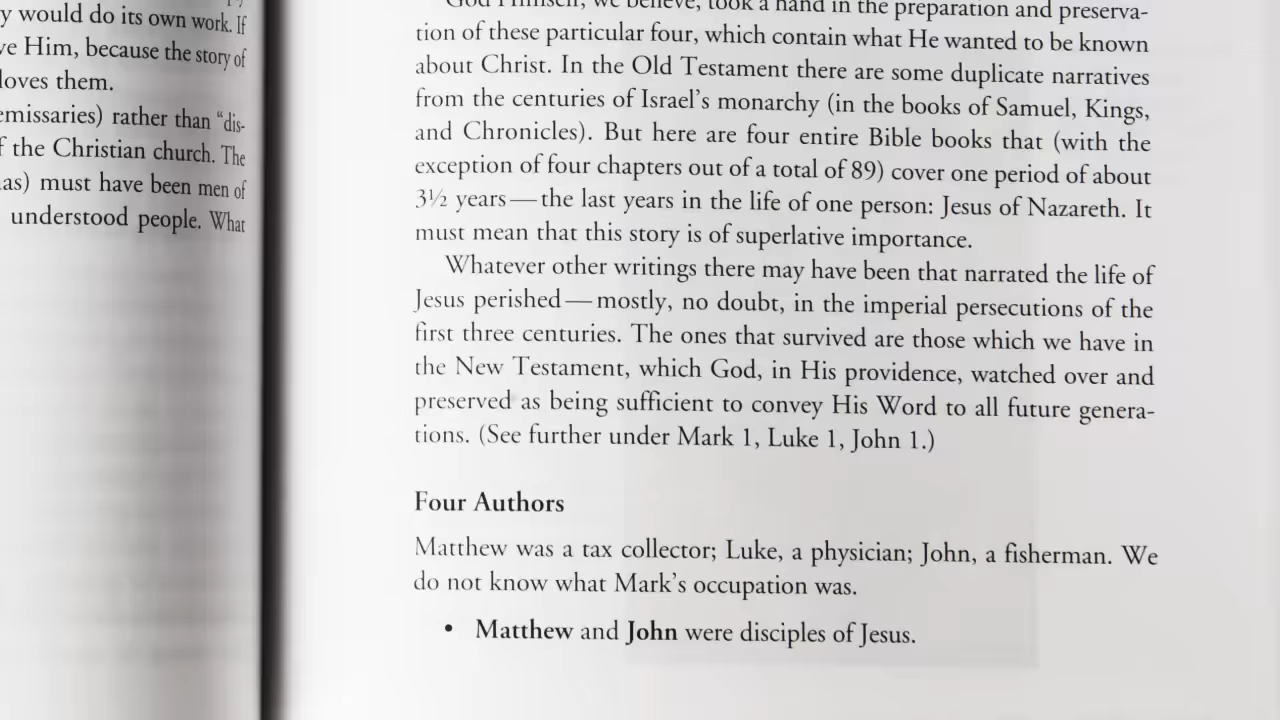 y would do its own work. If
ve Him, because the story of
loves them.
emissaries) rather than “dis-
f the Christian church. The
as) must have been men of
understood people. What
God Himself, we believe, took a hand in the preparation and preserva-
tion of these particular four, which contain what He wanted to be known
about Christ. In the Old Testament there are some duplicate narratives
from the centuries of Israel’s monarchy (in the books of Samuel, Kings,
and Chronicles). But here are four entire Bible books that (with the
exception of four chapters out of a total of 89) cover one period of about
3½ years—the last years in the life of one person: Jesus of Nazareth. It
must mean that this story is of superlative importance.
Whatever other writings there may have been that narrated the life of
Jesus perished—mostly, no doubt, in the imperial persecutions of the
first three centuries. The ones that survived are those which we have in
the New Testament, which God, in His providence, watched over and
preserved as being sufficient to convey His Word to all future genera-
tions. (See further under Mark 1, Luke 1, John 1.)
Four Authors
Matthew was a tax collector; Luke, a physician; John, a fisherman. We
do not know what Mark’s occupation was.
• Matthew and John were disciples of Jesus.